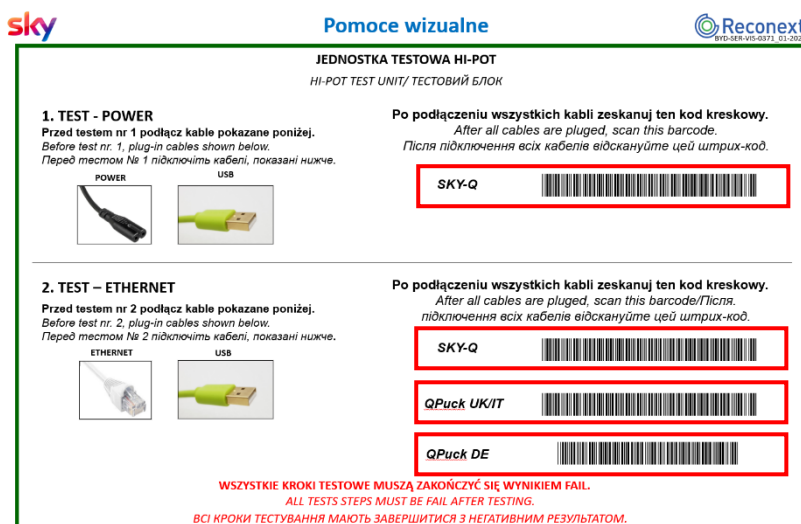 sky
Pomoce wizualne
Reconext
BYD-SER-VIS-0371_01-202
JEDNOSTKA TESTOWA HI-POT
HI-POT TEST UNIT/ ТЕСТОВИЙ БЛОК
1. TEST - POWER
Przed testem nr 1 podłącz kable pokazane poniżej.
Before test nr. 1, plug-in cables shown below.
Перед тестом № 1 підключіть кабелі, показані нижче.
POWER
USB
Po podłączeniu wszystkich kabli zeskanuj ten kod kreskowy.
After all cables are pluged, scan this barcode.
Після підключення всіх кабелів відскануйте цей штрих-код.
SKY-Q
2. TEST – ETHERNET
Przed testem nr 2 podłącz kable pokazane poniżej.
Before test nr. 2, plug-in cables shown below.
Перед тестом № 2 підключіть кабелі, показані нижче.
ETHERNET
USB
Po podłączeniu wszystkich kabli zeskanuj ten kod kreskowy.
After all cables are pluged, scan this barcode/Після.
підключення всіх кабелів відскануйте цей штрих-код.
SKY-Q
QPuck UK/IT
QPuck DE
WSZYSTKIE KROKI TESTOWE MUSZĄ ZAKOŃCZYĆ SIĘ WYNIKIEM FAIL.
ALL TESTS STEPS MUST BE FAIL AFTER TESTING.
ВСІ КРОКИ ТЕСТУВАННЯ МАЮТЬ ЗАВЕРШИТИСЯ З НЕГАТИВНИМ РЕЗУЛЬТАТОМ.